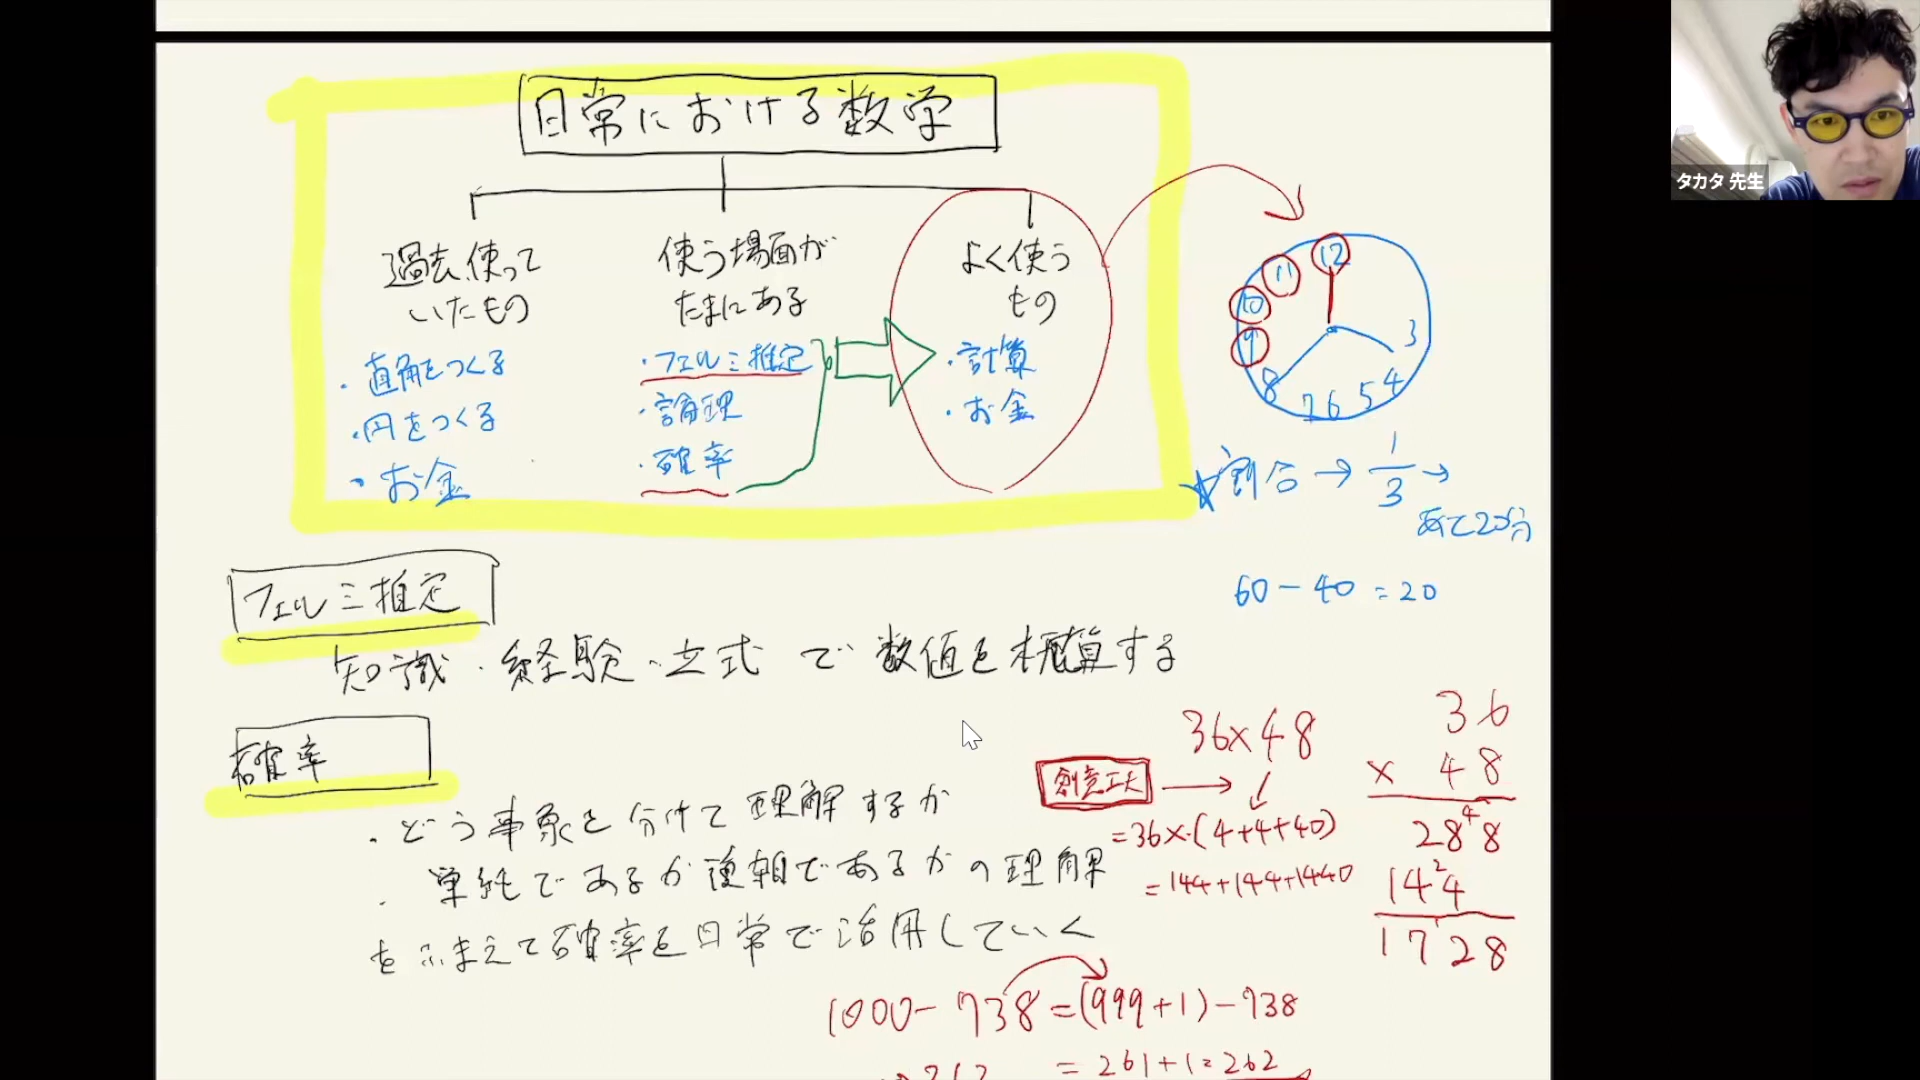 日常における数学
過去使って
いたもの
・直角をつくる
・円をつくる
・お金
使う場面が
たまにある
・フェルミ推定
・論理
・確率
よく使う
もの
・計算
・お金
12
11
10
9
8
7 6 5 4
3
☆割合→1/3→
あと20分
60-40=20
タカタ 先生
フェルミ推定
知識・経験・立式で数値を概算する
確率
・どう事象を分けて理解するか
・単純であるか複雑であるかの理解
をふまえて確率を日常で活用していく
創意工夫→
36×48
=36×(4+4+40)
=144+144+1440
36
×48
288
144
1728
1000-738=(999+1)-738
=261+1=262